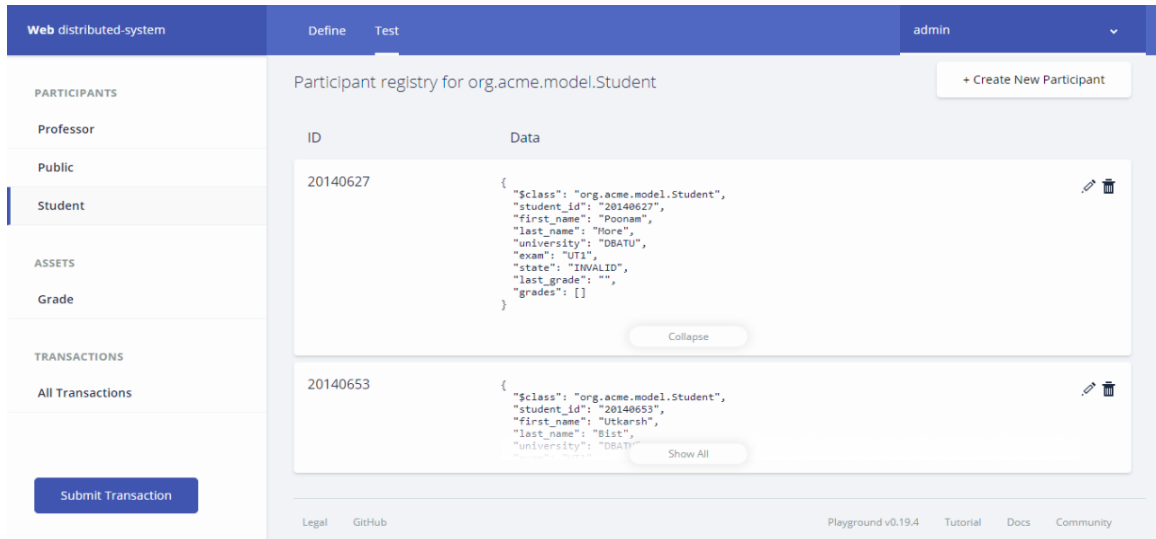 Web distributed-system
Define Test
admin
PARTICIPANTS
Professor
Public
Student
ASSETS
Grade
TRANSACTIONS
All Transactions
Submit Transaction
Participant registry for org.acme.model.Student
+ Create New Participant
ID Data
20140627
{
"$class": "org.acme.model.Student",
"student_id": "20140627",
"first_name": "Poonam",
"last_name": "More",
"university": "DBATU",
"exam": "UT1",
"state": "INVALID",
"last_grade": "",
"grades": []
}
Collapse
20140653
{
"$class": "org.acme.model.Student",
"student_id": "20140653",
"first_name": "Utkarsh",
"last_name": "Bist",
"university": "DBATU"
Show All
Legal GitHub
Playground v0.19.4 Tutorial Docs Community